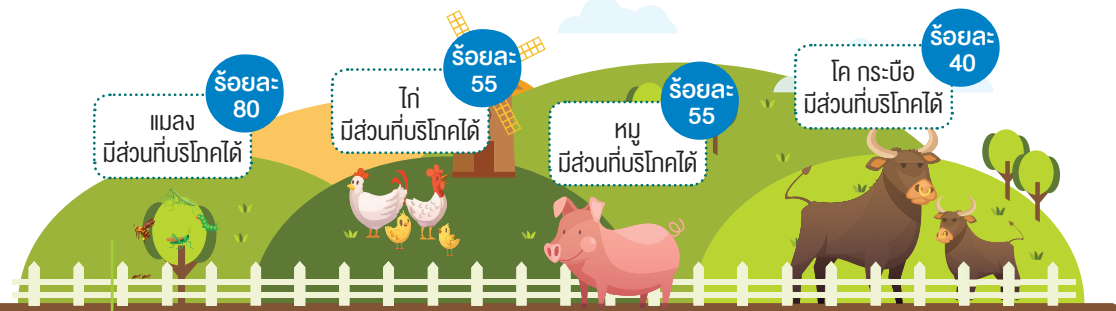 แมลง
มีส่วนที่บริโภคได้
ร้อยละ
80
ไก่
มีส่วนที่บริโภคได้
ร้อยละ
55
หมู
มีส่วนที่บริโภคได้
ร้อยละ
55
โค กระบือ
มีส่วนที่บริโภคได้
ร้อยละ
40